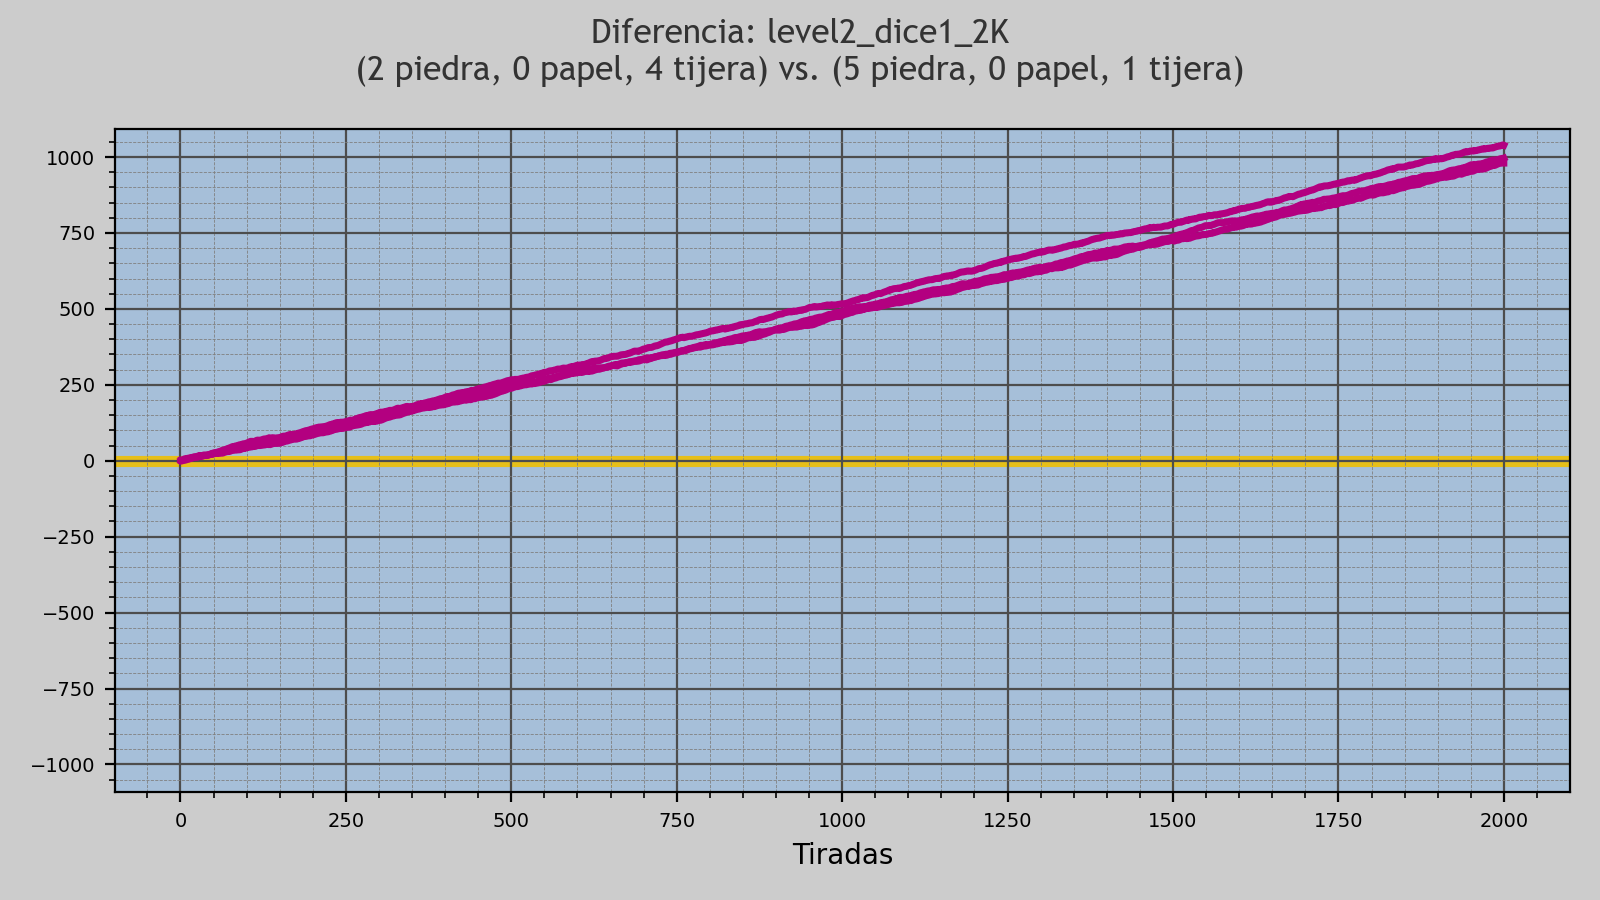 Diferencia: level2_dice1_2K
(2 piedra, 0 papel, 4 tijera) vs. (5 piedra, 0 papel, 1 tijera)
1000
750
500
250
0
−250
−500
−750
−1000
0 250 500 750 1000 1250 1500 1750 2000
Tiradas